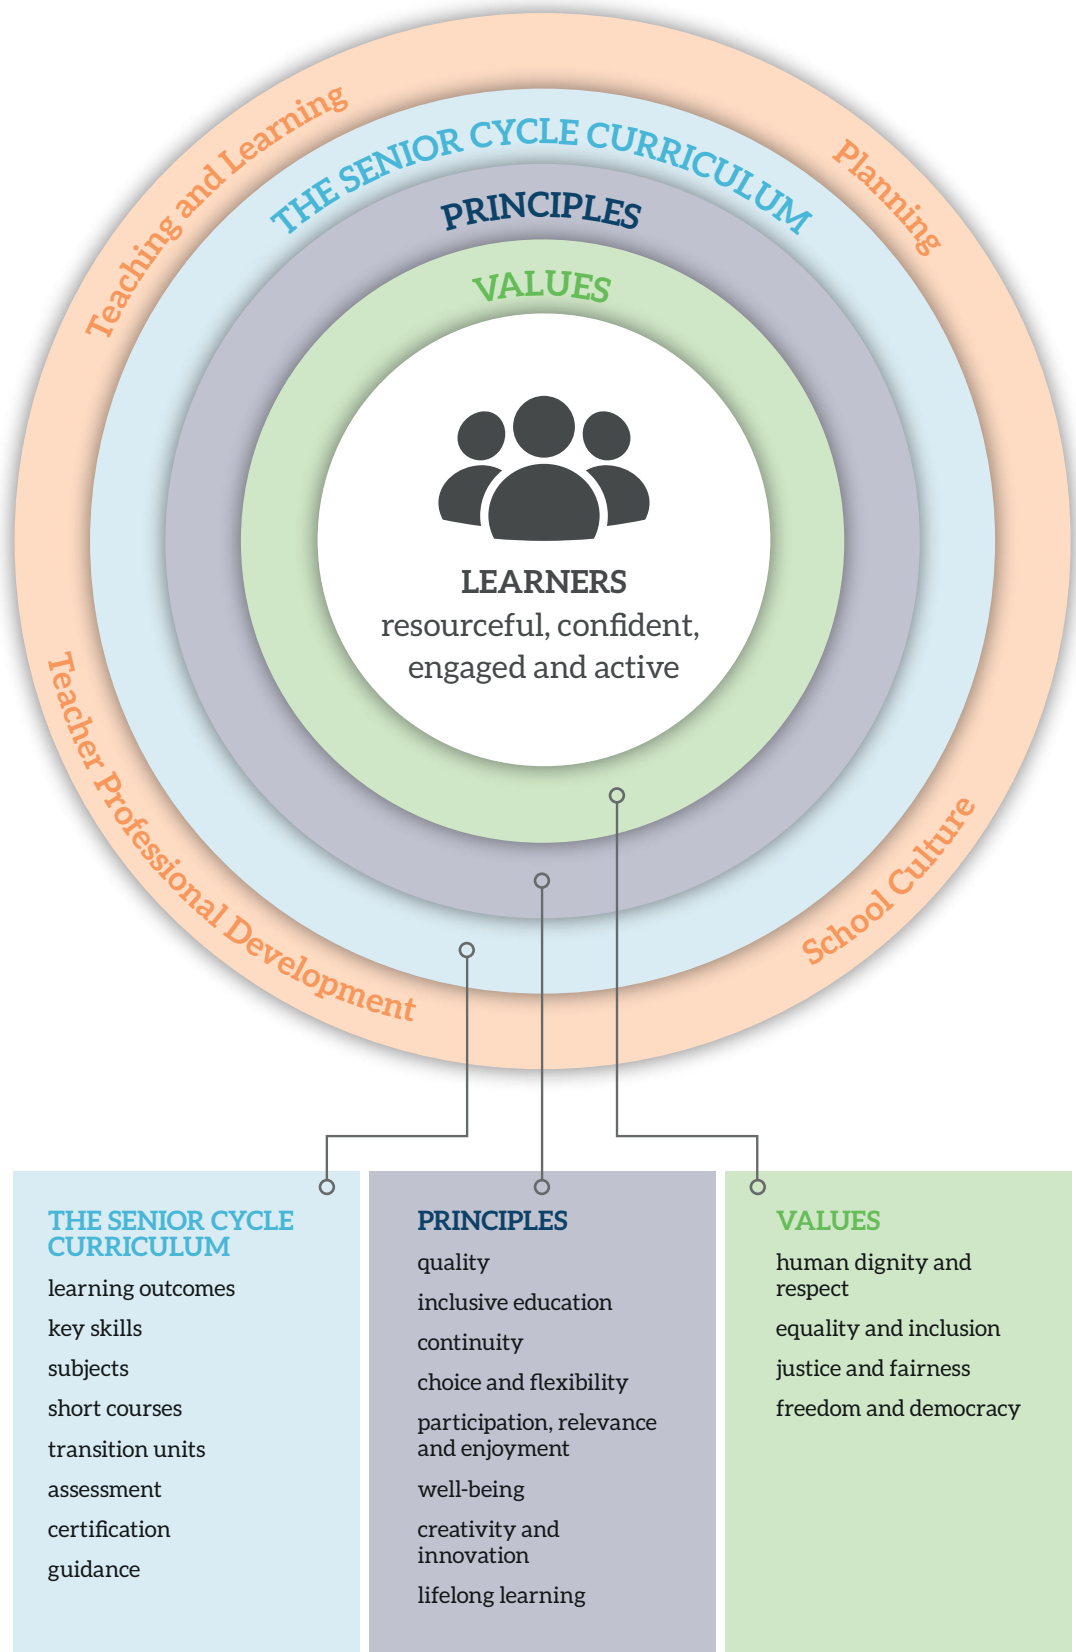 Teaching and Learning
Planning
THE SENIOR CYCLE CURRICULUM
PRINCIPLES
VALUES
LEARNERS
resourceful, confident,
engaged and active
Teacher Professional Development
School Culture
THE SENIOR CYCLE
CURRICULUM
learning outcomes
key skills
subjects
short courses
transition units
assessment
certification
guidance
PRINCIPLES
quality
inclusive education
continuity
choice and flexibility
participation, relevance
and enjoyment
well-being
creativity and
innovation
lifelong learning
VALUES
human dignity and
respect
equality and inclusion
justice and fairness
freedom and democracy